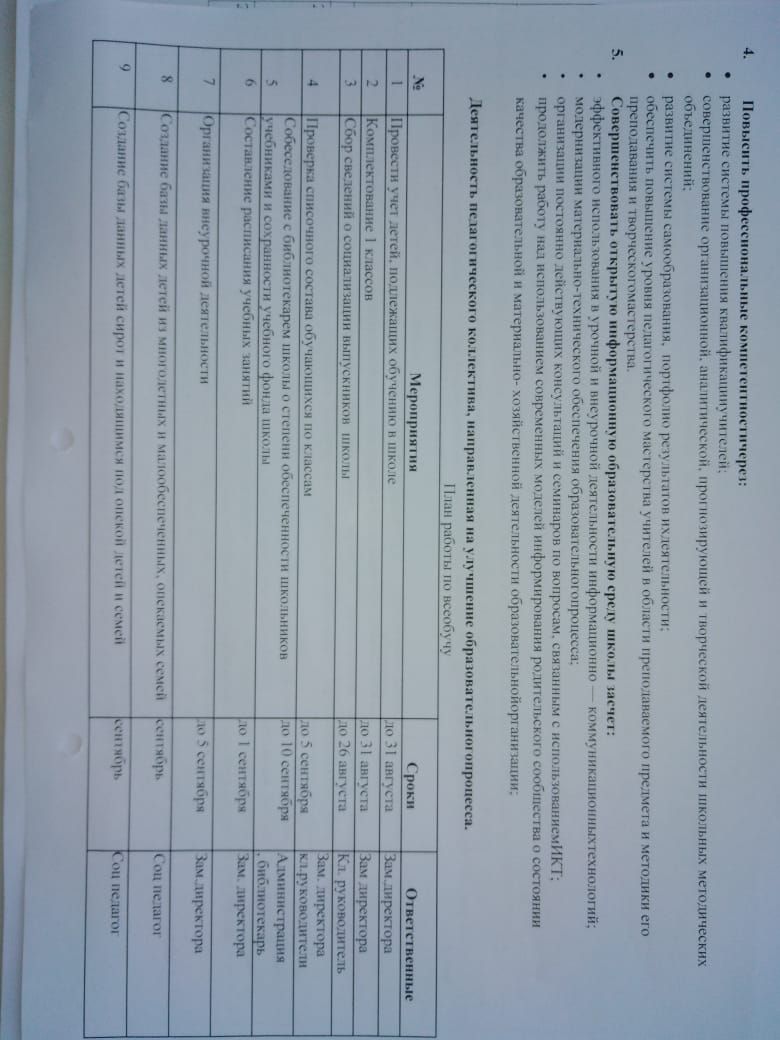 4. Повысить профессиональные компетентностичерез:
• развитие системы повышения квалификацииучителей;
• совершенствование организационной, аналитической, прогнозирующей и творческой деятельности школьных методических
объединений;
• развитие системы самообразования, портфолио результатов ихдеятельности;
• обеспечить повышение уровня педагогического мастерства учителей в области преподаваемого предмета и методики его
преподавания и творческогомастерства.
5. Совершенствовать открытую информационную образовательную среду школы засчет:
• эффективного использования в урочной и внеурочной деятельности информационно — коммуникационныхтехнологий;
• модернизации материально-технического обеспечения образовательногопроцесса;
• организации постоянно действующих консультаций и семинаров по вопросам, связанным с использованиемИКТ;
• продолжить работу над использованием современных моделей информирования родительского сообщества о состоянии
качества образовательной и материально- хозяйственной деятельности образовательнойорганизации;
Деятельность педагогического коллектива, направленная на улучшение образовательногопроцесса.
План работы по всеобучу
№ Мероприятия Сроки Ответственные
1 Провести учет детей, подлежащих обучению в школе до 31 августа Зам.директора
2 Комплектование 1 классов до 31 августа Зам директора
3 Сбор сведений о социализации выпускников школы до 26 августа Кл. руководитель
4 Проверка списочного состава обучающихся по классам до 5 сентября Зам. директора
кл.руководители
5 Собеседование с библиотекарем школы о степени обеспеченности школьников до 10 сентября Администрация
учебниками и сохранности учебного фонда школы , библиотекарь
6 Составление расписания учебных занятий до 1 сентября Зам. директора
7 Организация внеурочной деятельности до 5 сентября Зам.директора
8 Создание базы данных детей из многодетных и малообеспеченных, опекаемых семей сентябрь Соц педагог
9 Создание базы данных детей сирот и находящимся под опекой детей и семей сентябрь Соц педагог